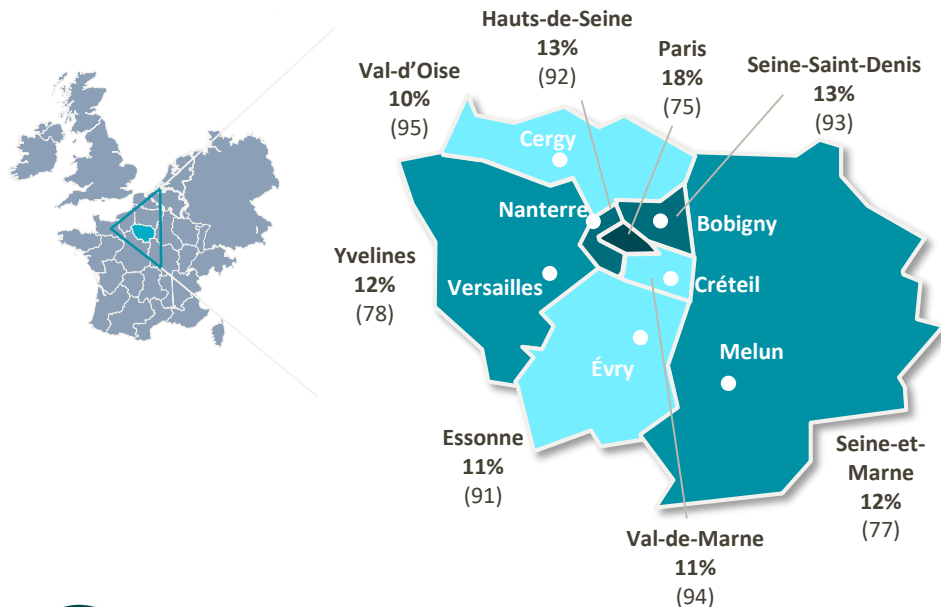 Hauts-de-Seine
13%
(92)
Paris
18%
(75)
Seine-Saint-Denis
13%
(93)
Val-d'Oise
10%
(95)
Cergy
Nanterre
Bobigny
Yvelines
12%
(78)
Versailles
Créteil
Évry
Melun
Essonne
11%
(91)
Seine-et-
Marne
12%
(77)
Val-de-Marne
11%
(94)